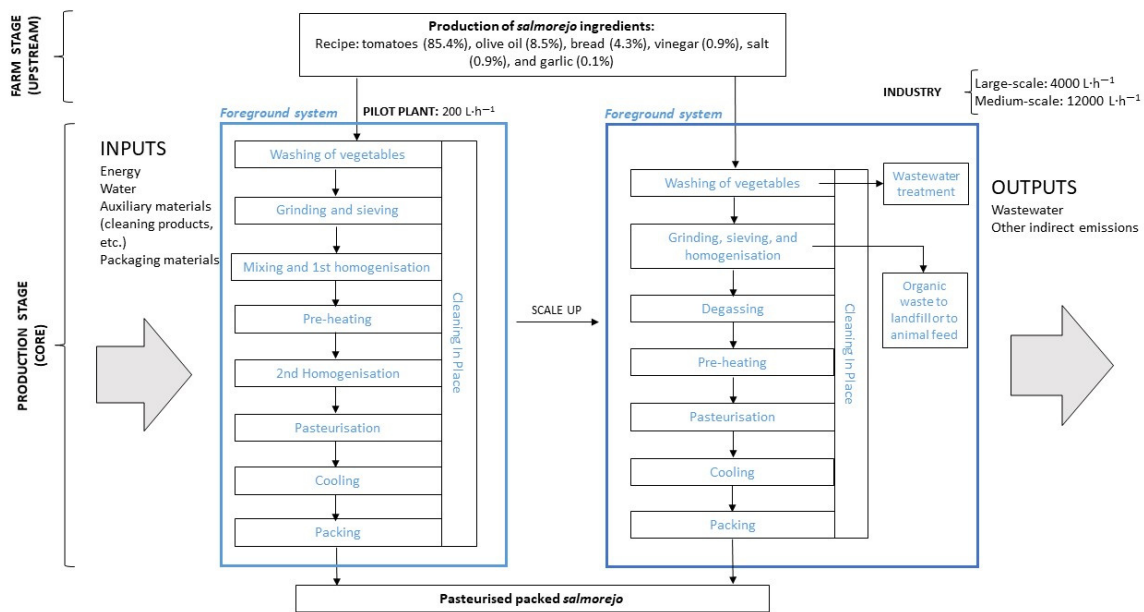 FARM STAGE
(UPSTREAM)
Production of salmorejo ingredients:
Recipe: tomatoes (85.4%), olive oil (8.5%), bread (4.3%), vinegar (0.9%), salt
(0.9%), and garlic (0.1%)
INDUSTRY
Large-scale: 4000 L·h⁻¹
Medium-scale: 12000 L·h⁻¹
PRODUCTION STAGE
(CORE)
INPUTS
Energy
Water
Auxiliary materials
(cleaning products,
etc.)
Packaging materials
Foreground system
PILOT PLANT: 200 L·h⁻¹
Washing of vegetables
Grinding and sieving
Mixing and 1st homogenisation
Pre-heating
2nd Homogenisation
Pasteurisation
Cooling
Packing
Cleaning In Place
SCALE UP
Foreground system
Washing of vegetables
Grinding, sieving, and
homogenisation
Degassing
Pre-heating
Pasteurisation
Cooling
Packing
Cleaning In Place
Wastewater
treatment
Organic
waste to
landfill or to
animal feed
OUTPUTS
Wastewater
Other indirect emissions
Pasteurised packed salmorejo